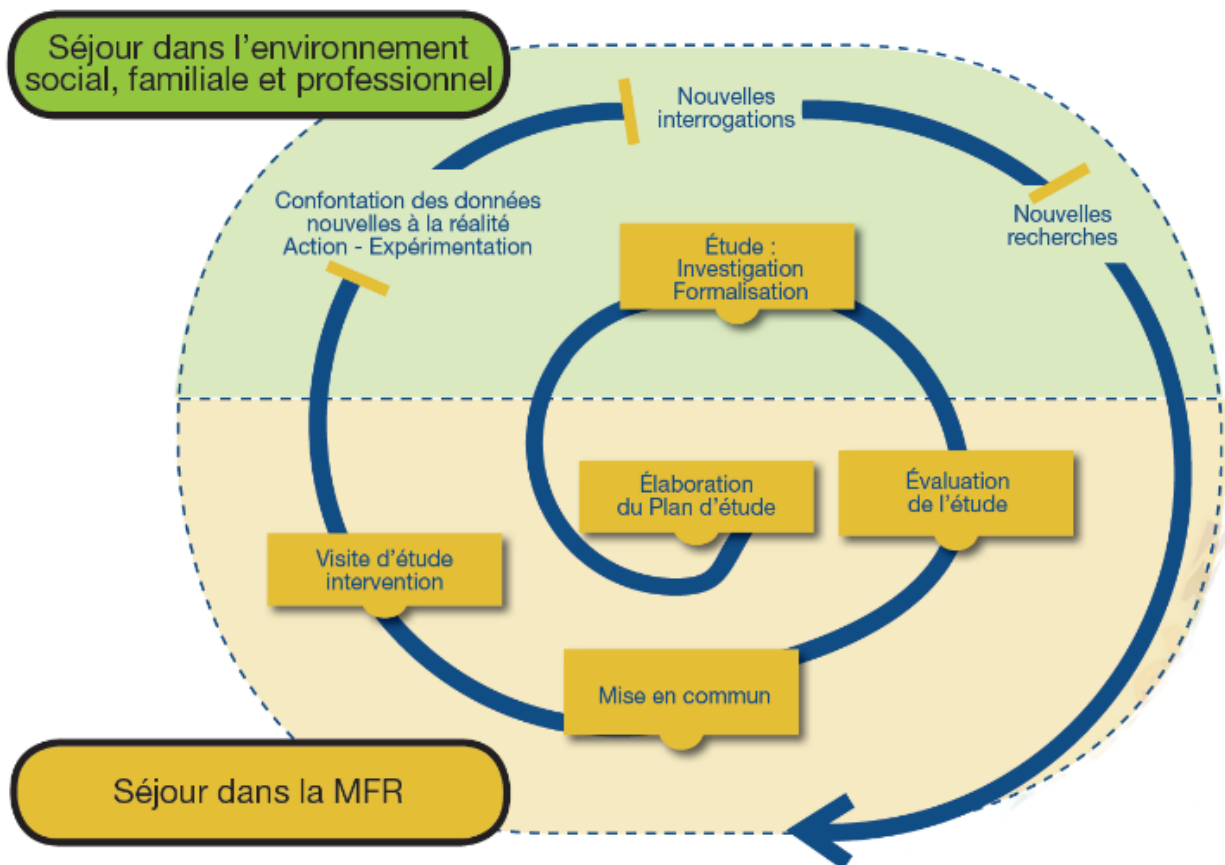 Séjour dans l'environnement
social, familiale et professionnel
Nouvelles
interrogations
Confontation des données
nouvelles à la réalité
Action - Expérimentation
Nouvelles
recherches
Étude :
Investigation
Formalisation
Élaboration
du Plan d'étude
Évaluation
de l'étude
Visite d'étude
intervention
Mise en commun
Séjour dans la MFR